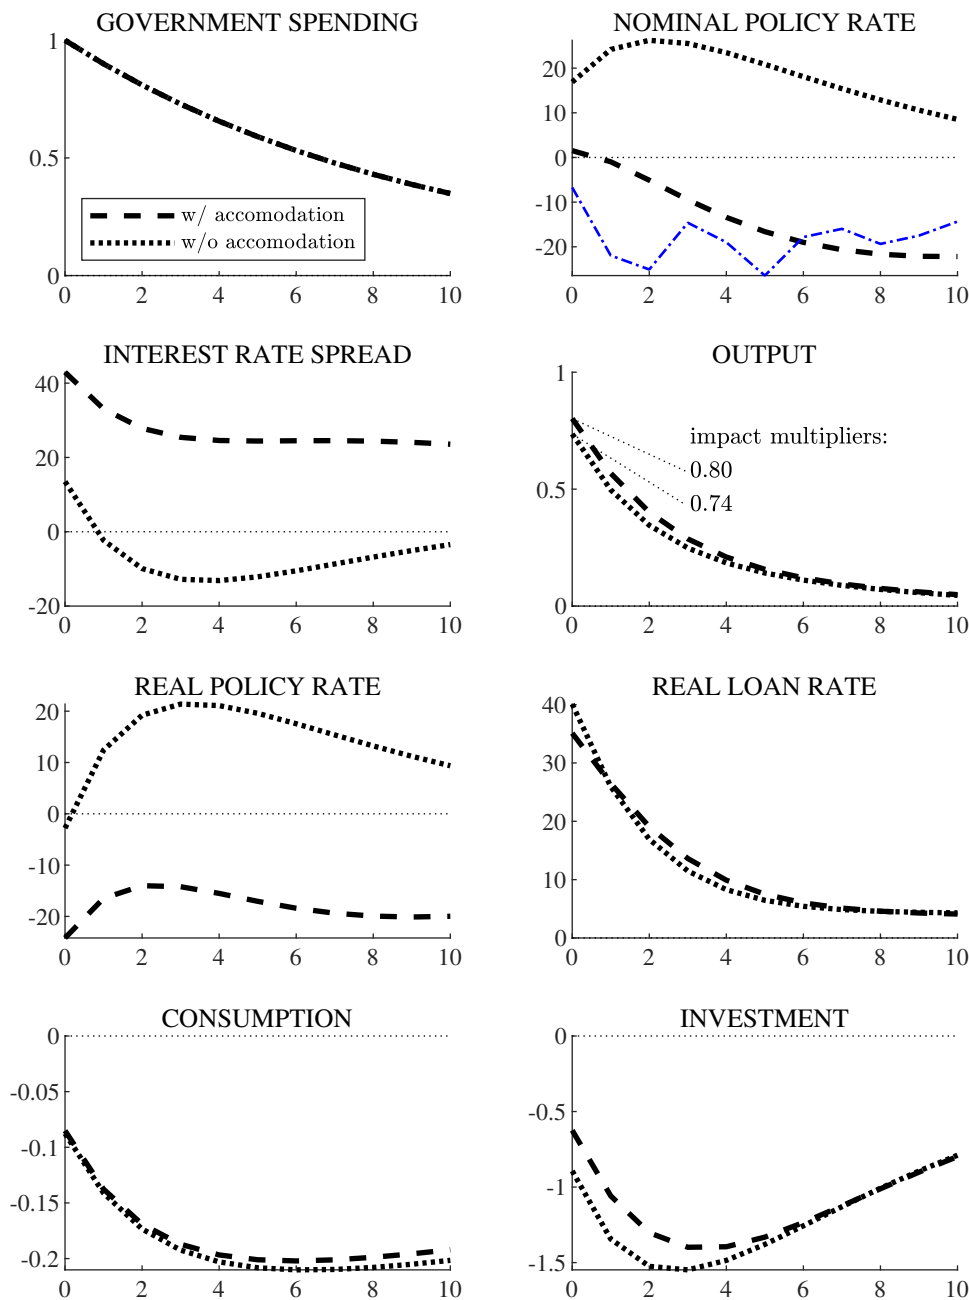 GOVERNMENT SPENDING
1
0.5
0
0 2 4 6 8 10
w/ accomodation
w/o accomodation
NOMINAL POLICY RATE
20
10
0
-10
-20
0 2 4 6 8 10
INTEREST RATE SPREAD
40
20
0
-20
0 2 4 6 8 10
OUTPUT
1
0.5
0
0 2 4 6 8 10
impact multipliers:
0.80
0.74
REAL POLICY RATE
20
10
0
-10
-20
0 2 4 6 8 10
REAL LOAN RATE
40
30
20
10
0
0 2 4 6 8 10
CONSUMPTION
0
-0.05
-0.1
-0.15
-0.2
0 2 4 6 8 10
INVESTMENT
0
-0.5
-1
-1.5
0 2 4 6 8 10